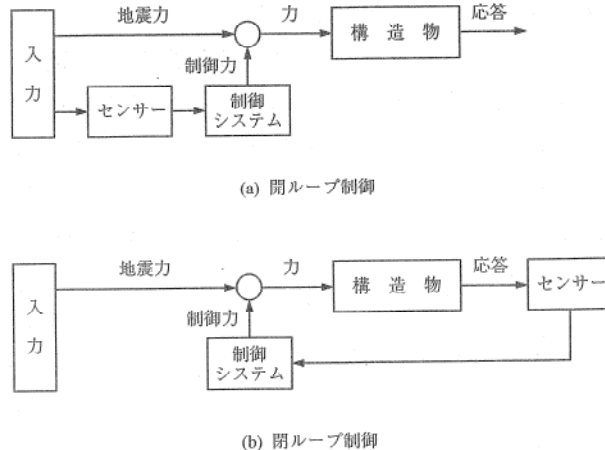 地震力
力
構造物
応答
入力
制御力
センサー
制御
システム
(a) 開ループ制御
地震力
力
構造物
応答
センサー
入力
制御力
制御
システム
(b) 閉ループ制御